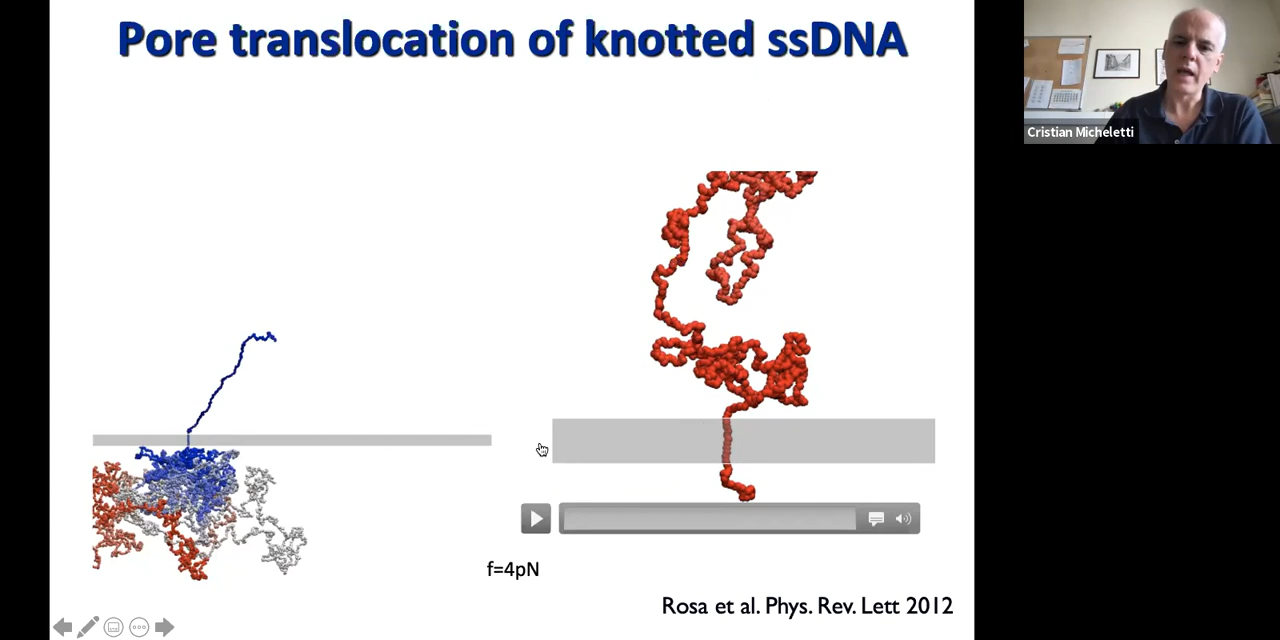 Pore translocation of knotted ssDNA
Cristian Micheletti
f=4pN
Rosa et al. Phys. Rev. Lett 2012